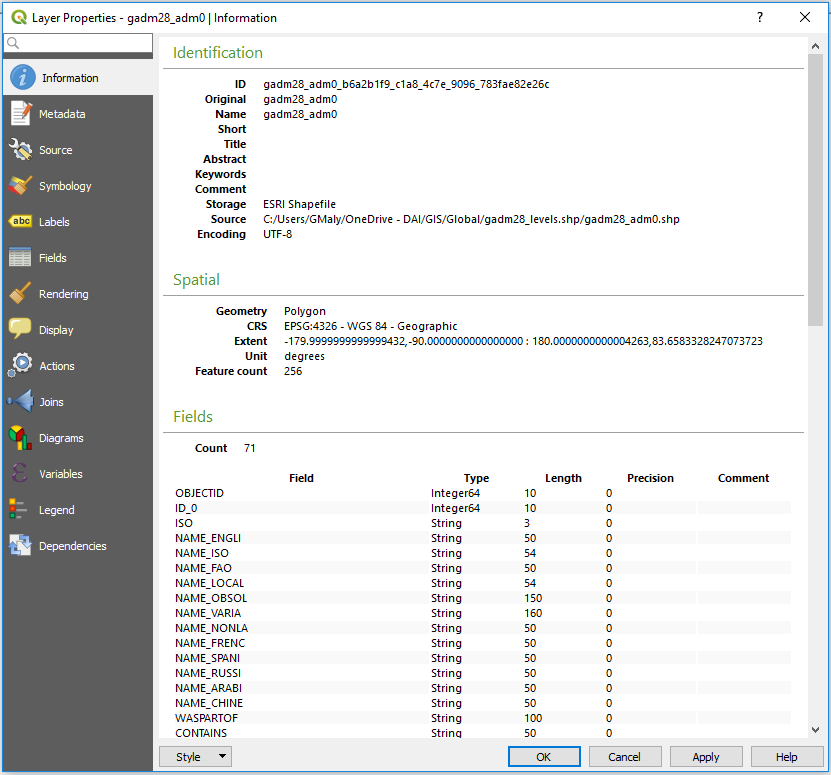 Layer Properties - gadm28_adm0 | Information
?
Information
Metadata
Source
Symbology
abc Labels
Fields
Rendering
Display
Actions
Joins
Diagrams
Variables
Legend
Dependencies
Identification
ID gadm28_adm0_b6a2b1f9_c1a8_4c7e_9096_783fae82e26c
Original gadm28_adm0
Name gadm28_adm0
Short
Title
Abstract
Keywords
Comment
Storage ESRI Shapefile
Source C:/Users/GMaly/OneDrive - DAI/GIS/Global/gadm28_levels.shp/gadm28_adm0.shp
Encoding UTF-8
Spatial
Geometry Polygon
CRS EPSG:4326 - WGS 84 - Geographic
Extent -179.9999999999999432,-90.0000000000000000 : 180.0000000000004263,83.6583328247073723
Unit degrees
Feature count 256
Fields
Count 71
Field Type Length Precision Comment
OBJECTID Integer64 10 0
ID_0 Integer64 10 0
ISO String 3 0
NAME_ENGLI String 50 0
NAME_ISO String 54 0
NAME_FAO String 50 0
NAME_LOCAL String 54 0
NAME_OBSOL String 150 0
NAME_VARIA String 160 0
NAME_NONLA String 50 0
NAME_FRENC String 50 0
NAME_SPANI String 50 0
NAME_RUSSI String 50 0
NAME_ARABI String 50 0
NAME_CHINE String 50 0
WASPARTOF String 100 0
CONTAINS String 50 0
Style OK Cancel Apply Help